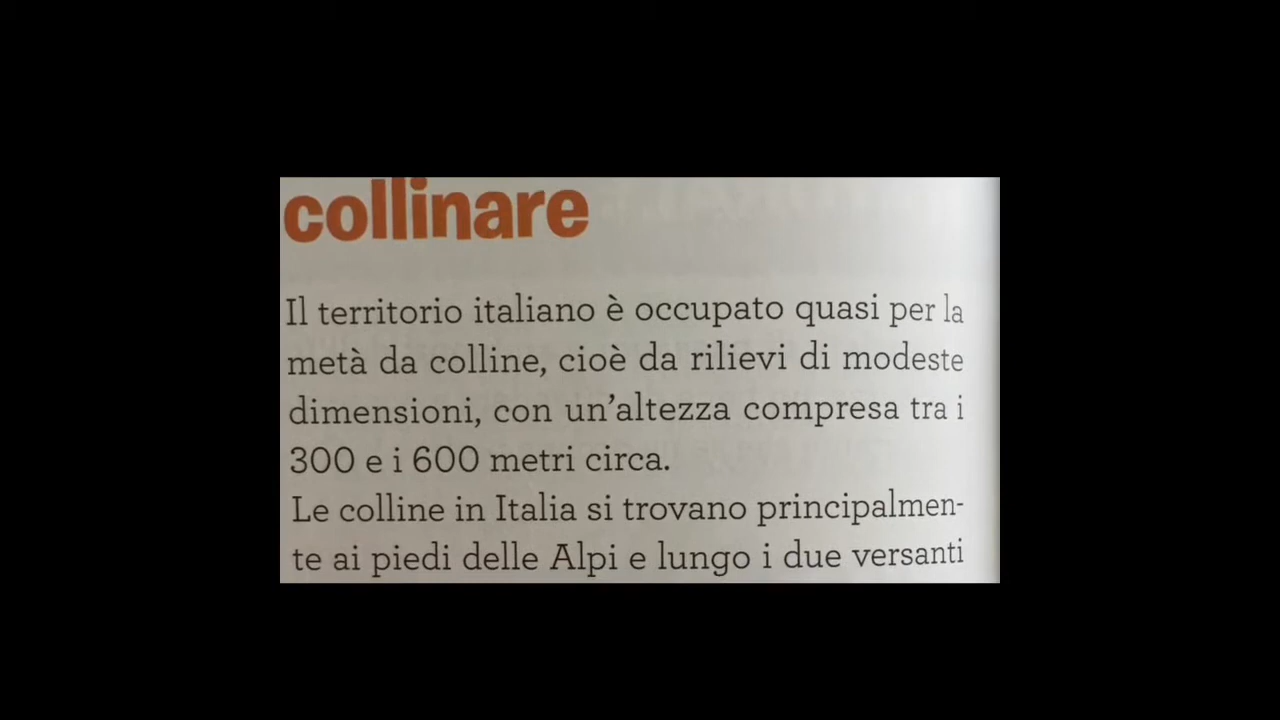 collinare
Il territorio italiano è occupato quasi per la
metà da colline, cioè da rilievi di modeste
dimensioni, con un’altezza compresa tra i
300 e i 600 metri circa.
Le colline in Italia si trovano principalmen-
te ai piedi delle Alpi e lungo i due versanti